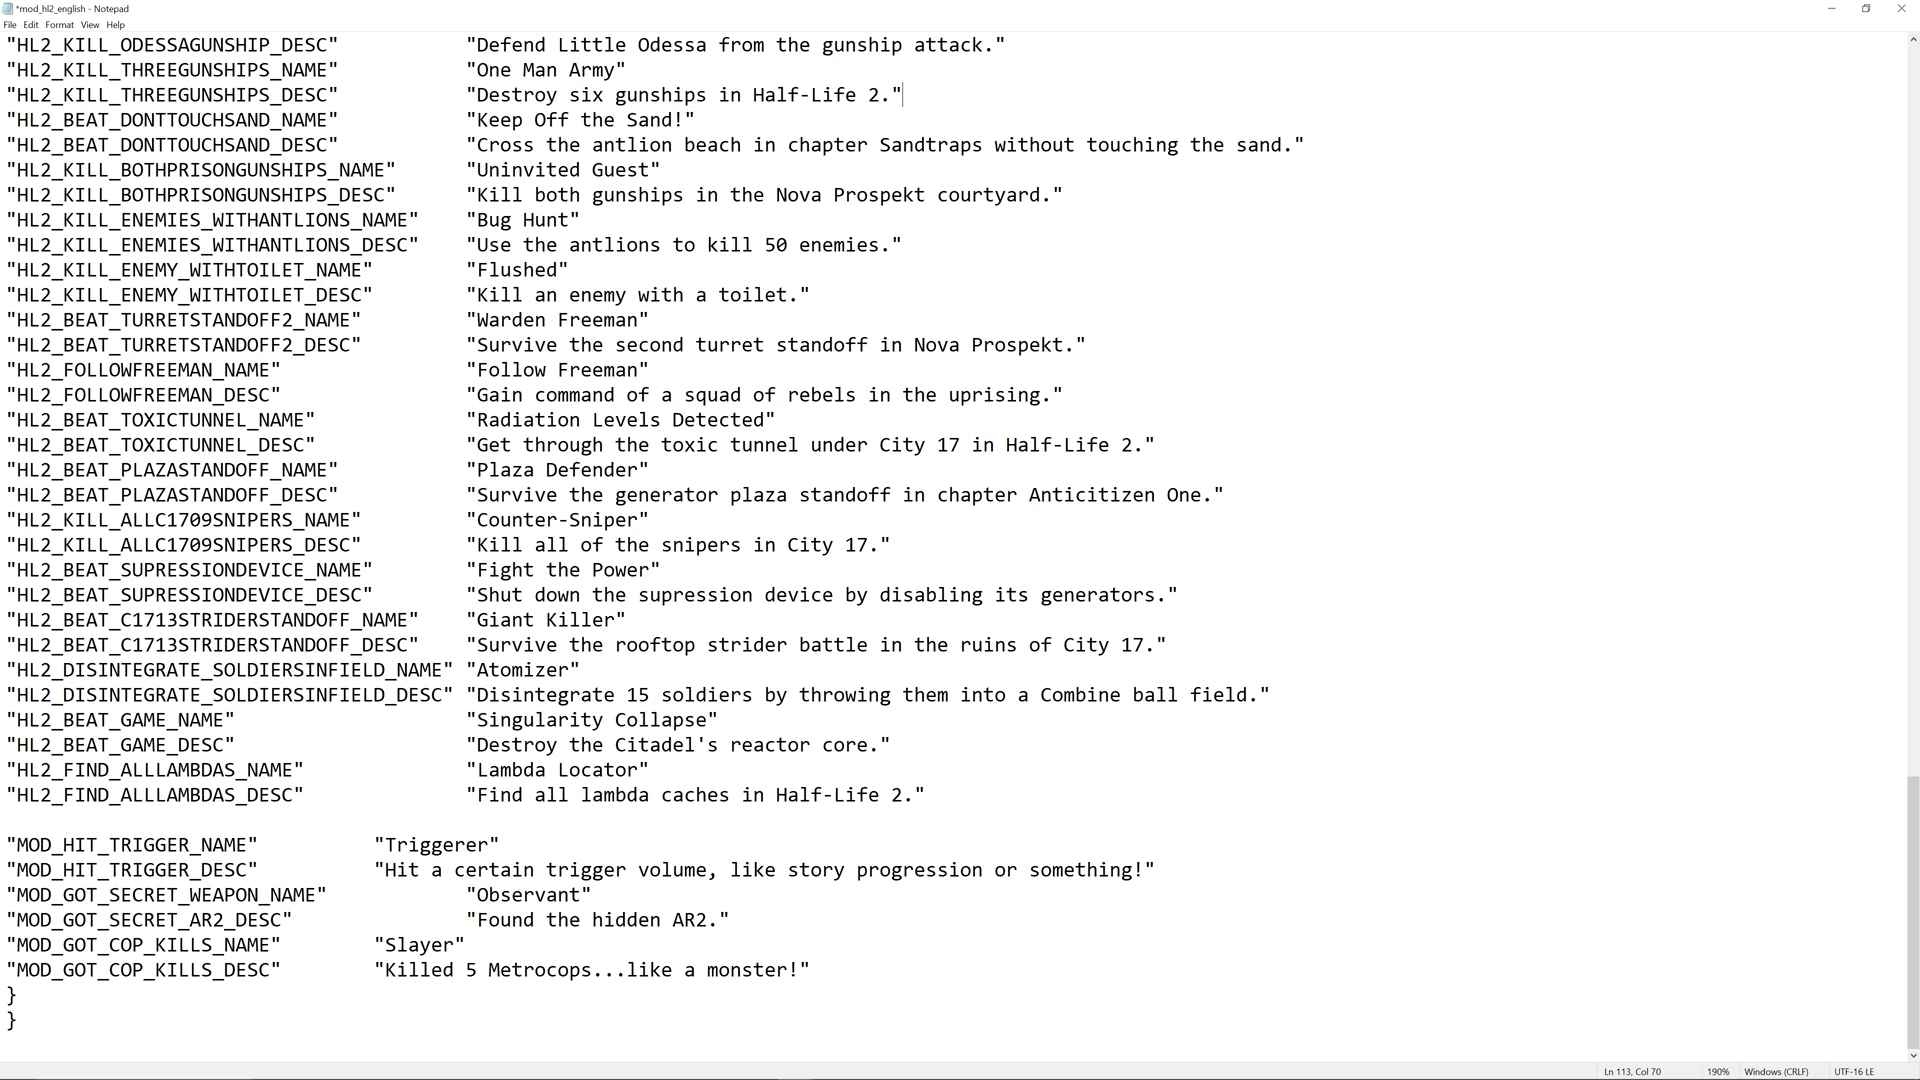 *mod_hl2_english - Notepad
File Edit Format View Help
"HL2_KILL_ODESSAGUNSHIP_DESC" "Defend Little Odessa from the gunship attack."
"HL2_KILL_THREEGUNSHIPS_NAME" "One Man Army"
"HL2_KILL_THREEGUNSHIPS_DESC" "Destroy six gunships in Half-Life 2."
"HL2_BEAT_DONTTOUCHSAND_NAME" "Keep Off the Sand!"
"HL2_BEAT_DONTTOUCHSAND_DESC" "Cross the antlion beach in chapter Sandtraps without touching the sand."
"HL2_KILL_BOTHPRISONGUNSHIPS_NAME" "Uninvited Guest"
"HL2_KILL_BOTHPRISONGUNSHIPS_DESC" "Kill both gunships in the Nova Prospekt courtyard."
"HL2_KILL_ENEMIES_WITHANTLIONS_NAME" "Bug Hunt"
"HL2_KILL_ENEMIES_WITHANTLIONS_DESC" "Use the antlions to kill 50 enemies."
"HL2_KILL_ENEMY_WITHTOILET_NAME" "Flushed"
"HL2_KILL_ENEMY_WITHTOILET_DESC" "Kill an enemy with a toilet."
"HL2_BEAT_TURRETSTANDOFF2_NAME" "Warden Freeman"
"HL2_BEAT_TURRETSTANDOFF2_DESC" "Survive the second turret standoff in Nova Prospekt."
"HL2_FOLLOWFREEMAN_NAME" "Follow Freeman"
"HL2_FOLLOWFREEMAN_DESC" "Gain command of a squad of rebels in the uprising."
"HL2_BEAT_TOXICTUNNEL_NAME" "Radiation Levels Detected"
"HL2_BEAT_TOXICTUNNEL_DESC" "Get through the toxic tunnel under City 17 in Half-Life 2."
"HL2_BEAT_PLAZASTANDOFF_NAME" "Plaza Defender"
"HL2_BEAT_PLAZASTANDOFF_DESC" "Survive the generator plaza standoff in chapter Anticitizen One."
"HL2_KILL_ALLC1709SNIPERS_NAME" "Counter-Sniper"
"HL2_KILL_ALLC1709SNIPERS_DESC" "Kill all of the snipers in City 17."
"HL2_BEAT_SUPRESSIONDEVICE_NAME" "Fight the Power"
"HL2_BEAT_SUPRESSIONDEVICE_DESC" "Shut down the supression device by disabling its generators."
"HL2_BEAT_C1713STRIDERSTANDOFF_NAME" "Giant Killer"
"HL2_BEAT_C1713STRIDERSTANDOFF_DESC" "Survive the rooftop strider battle in the ruins of City 17."
"HL2_DISINTEGRATE_SOLDIERSINFIELD_NAME" "Atomizer"
"HL2_DISINTEGRATE_SOLDIERSINFIELD_DESC" "Disintegrate 15 soldiers by throwing them into a Combine ball field."
"HL2_BEAT_GAME_NAME" "Singularity Collapse"
"HL2_BEAT_GAME_DESC" "Destroy the Citadel's reactor core."
"HL2_FIND_ALLLAMBDAS_NAME" "Lambda Locator"
"HL2_FIND_ALLLAMBDAS_DESC" "Find all lambda caches in Half-Life 2."
"MOD_HIT_TRIGGER_NAME" "Triggerer"
"MOD_HIT_TRIGGER_DESC" "Hit a certain trigger volume, like story progression or something!"
"MOD_GOT_SECRET_WEAPON_NAME" "Observant"
"MOD_GOT_SECRET_AR2_DESC" "Found the hidden AR2."
"MOD_GOT_COP_KILLS_NAME" "Slayer"
"MOD_GOT_COP_KILLS_DESC" "Killed 5 Metrocops...like a monster!"
}
}
Ln 113, Col 70 190% Windows (CRLF) UTF-16 LE